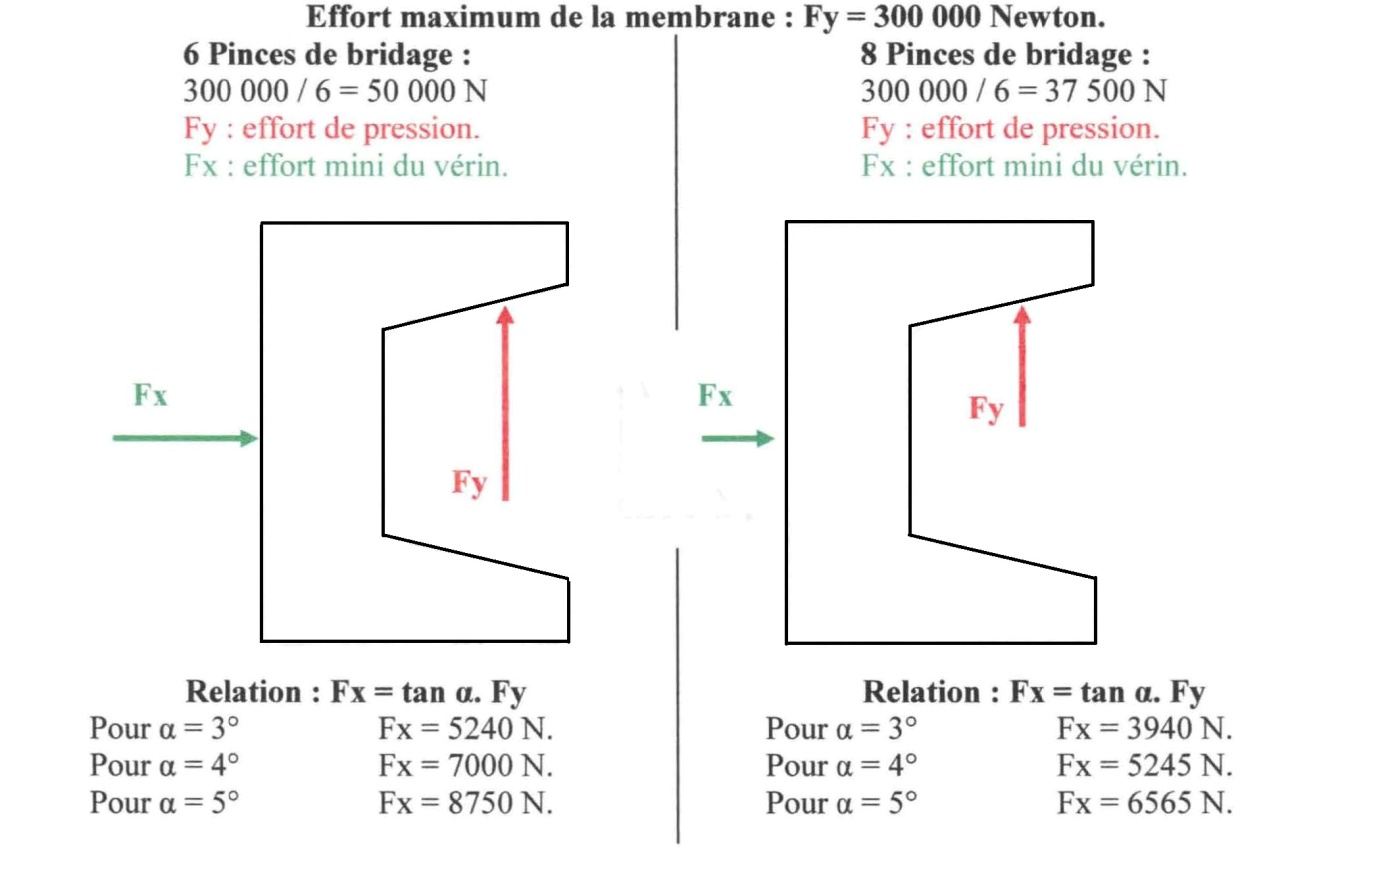 Effort maximum de la membrane : Fy = 300 000 Newton.
6 Pinces de bridage :
300 000 / 6 = 50 000 N
Fy : effort de pression.
Fx : effort mini du vérin.
Fx
Fy
Relation : Fx = tan α. Fy
Pour α = 3° Fx = 5240 N.
Pour α = 4° Fx = 7000 N.
Pour α = 5° Fx = 8750 N.
8 Pinces de bridage :
300 000 / 6 = 37 500 N
Fy : effort de pression.
Fx : effort mini du vérin.
Fx
Fy
Relation : Fx = tan α. Fy
Pour α = 3° Fx = 3940 N.
Pour α = 4° Fx = 5245 N.
Pour α = 5° Fx = 6565 N.